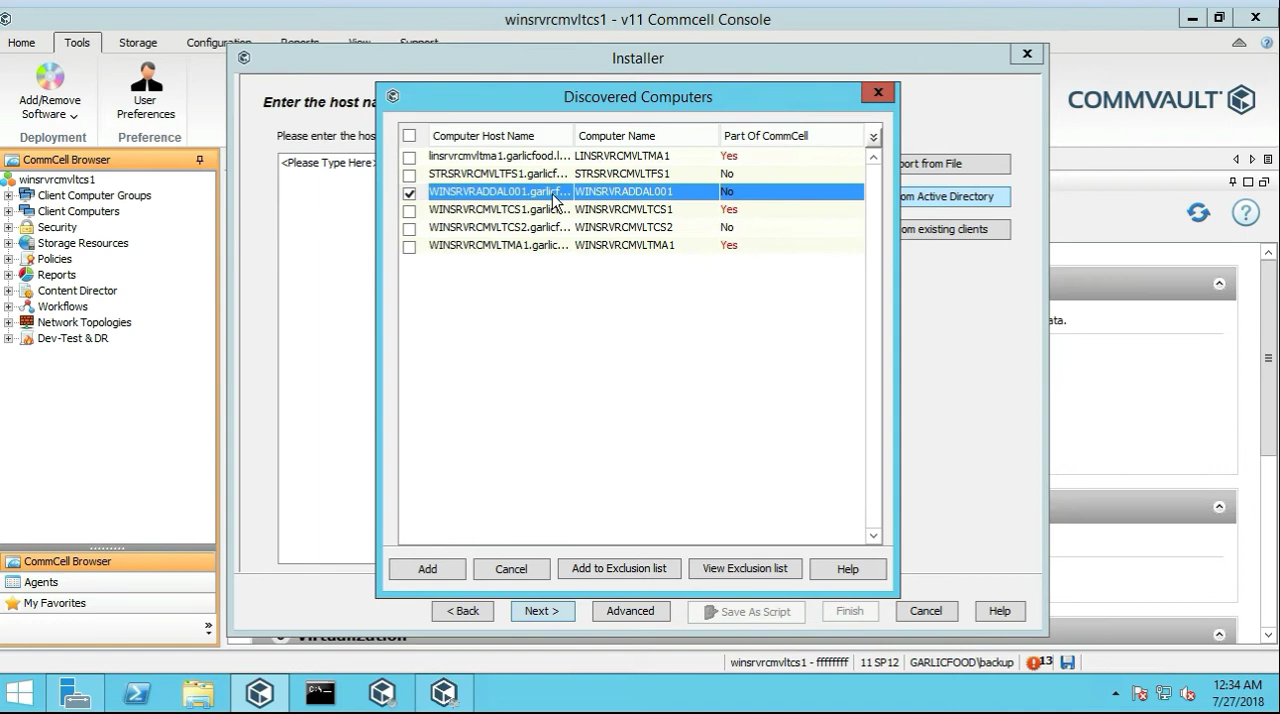 winsrvrcmvltcs1 - v11 Commcell Console
Home Tools Storage Configuration Reports View Support
Add/Remove
Software
User
Preferences
Deployment Preference
COMMVAULT
CommCell Browser
winsrvrcmvltcs1
Client Computer Groups
Client Computers
Security
Storage Resources
Policies
Reports
Content Director
Workflows
Network Topologies
Dev-Test & DR
CommCell Browser
Agents
My Favorites
Installer
Enter the host na
Please enter the hos
<Please Type Here>
port from File
om Active Directory
om existing clients
ata.
Discovered Computers
Computer Host Name Computer Name Part Of CommCell
linsrvrcmvltma1.garlicfood.l... LINSRVRCMVLTMA1 Yes
STRSRVRCMVLTFS1.garlicf... STRSRVRCMVLTFS1 No
WINSRVRADDAL001.garlicf... WINSRVRADDAL001 No
WINSRVRCMVLTCS1.garlicf... WINSRVRCMVLTCS1 Yes
WINSRVRCMVLTCS2.garlicf... WINSRVRCMVLTCS2 No
WINSRVRCMVLTMA1.garlic... WINSRVRCMVLTMA1 Yes
Add Cancel Add to Exclusion list View Exclusion list Help
< Back Next > Advanced Save As Script Finish Cancel Help
Virtualization
winsrvrcmvltcs1 - ffffffff 11 SP12 GARLICFOOD\backup 13
12:34 AM
7/27/2018